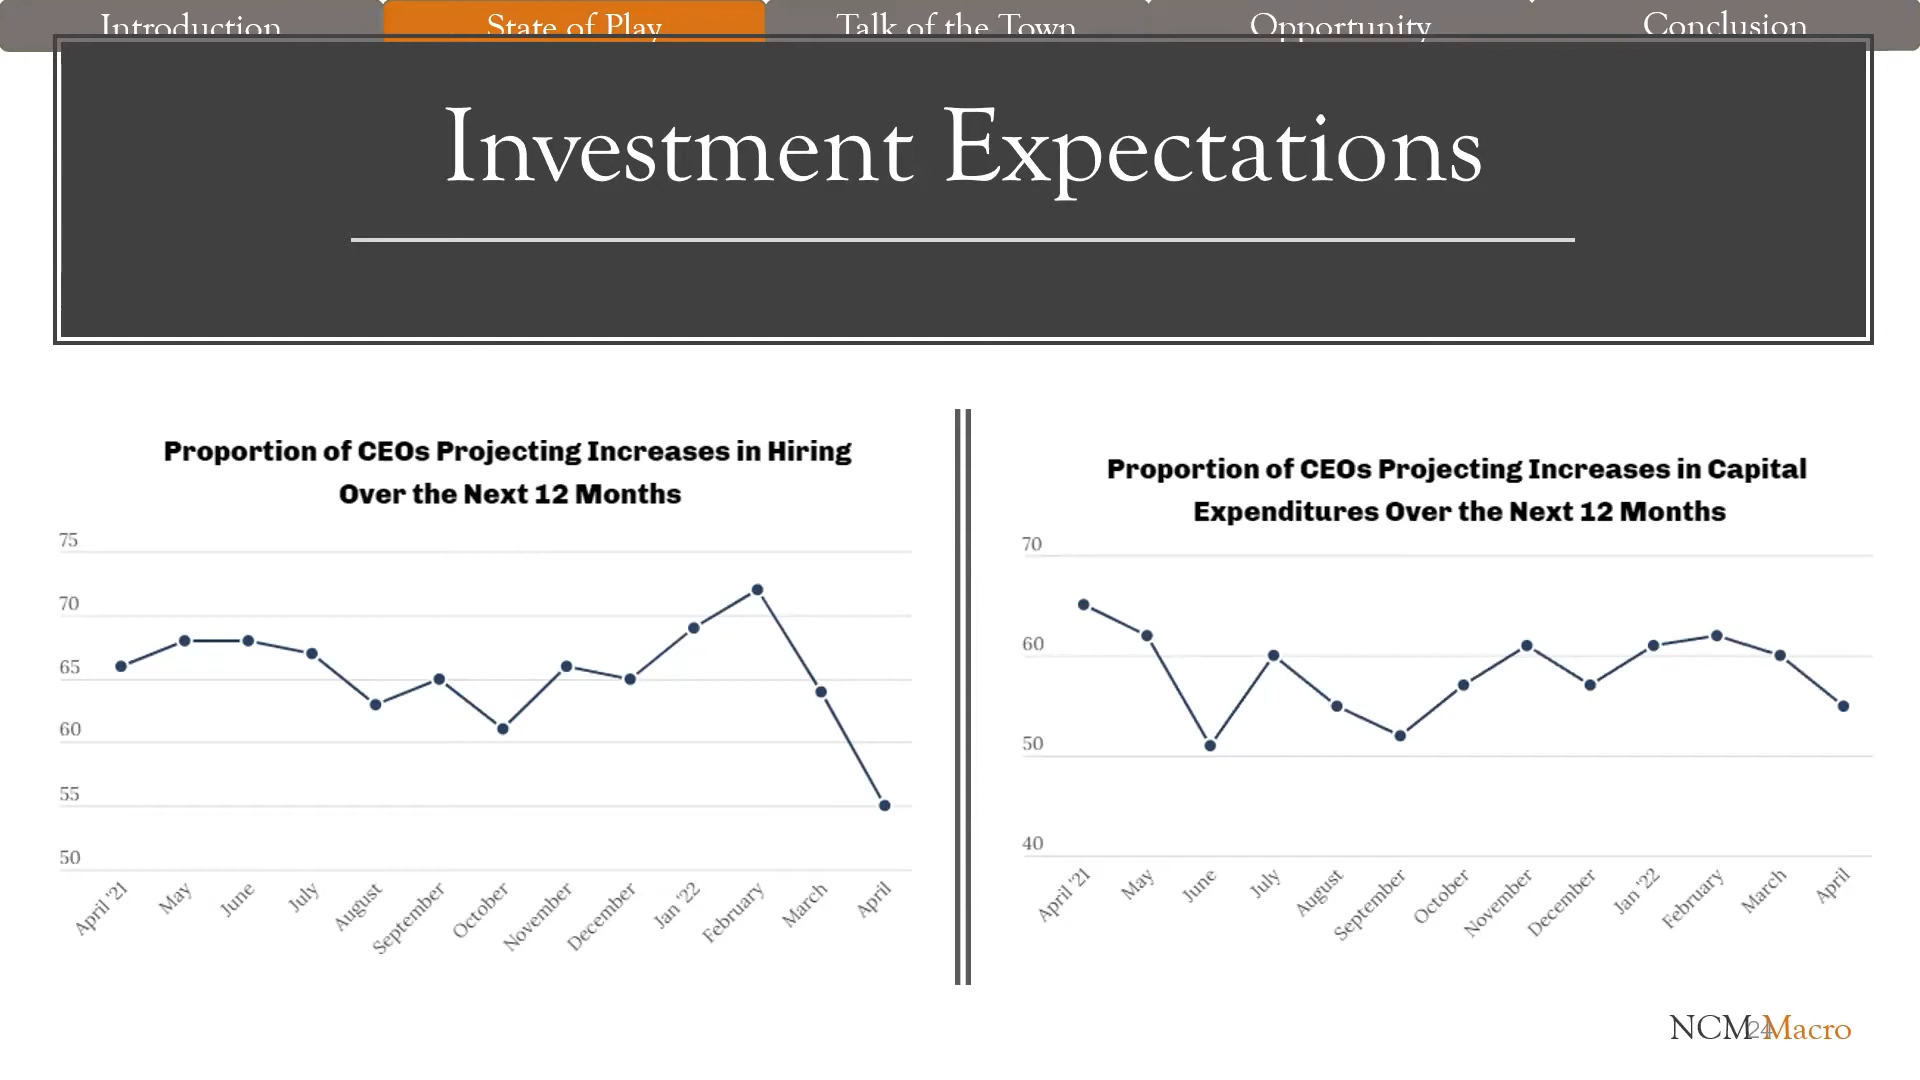 Introduction
State of Play
Talk of the Town
Opportunity
Conclusion
Investment Expectations
Proportion of CEOs Projecting Increases in Hiring
Over the Next 12 Months
75
70
65
60
55
50
April '21
May
June
July
August
September
October
November
December
Jan '22
February
March
April
Proportion of CEOs Projecting Increases in Capital
Expenditures Over the Next 12 Months
70
60
50
40
April '21
May
June
July
August
September
October
November
December
Jan '22
February
March
April
NCM Macro
24